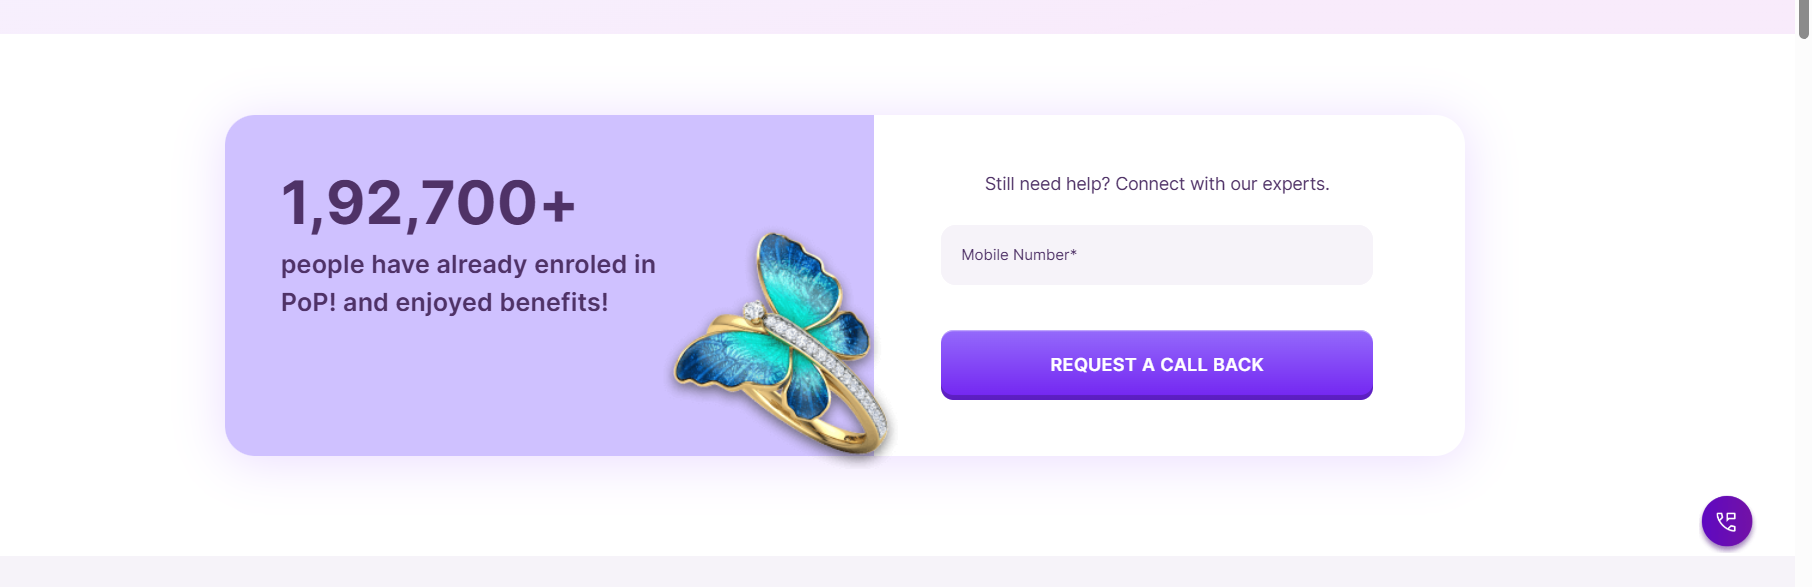 1,92,700+
people have already enroled in
PoP! and enjoyed benefits!
Still need help? Connect with our experts.
Mobile Number*
REQUEST A CALL BACK